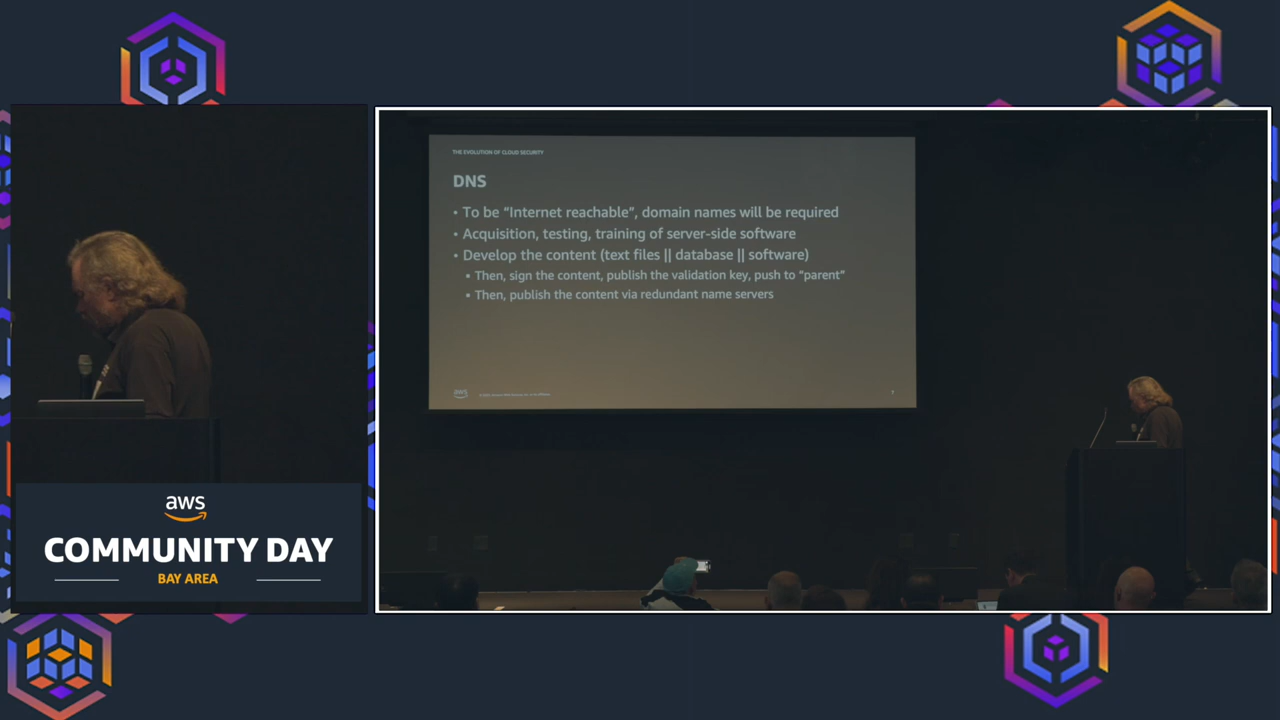 THE EVOLUTION OF CLOUD SECURITY
DNS
• To be “Internet reachable”, domain names will be required
• Acquisition, testing, training of server-side software
• Develop the content (text files || database || software)
• Then, sign the content, publish the validation key, push to “parent”
• Then, publish the content via redundant name servers
aws
7
aws
COMMUNITY DAY
BAY AREA